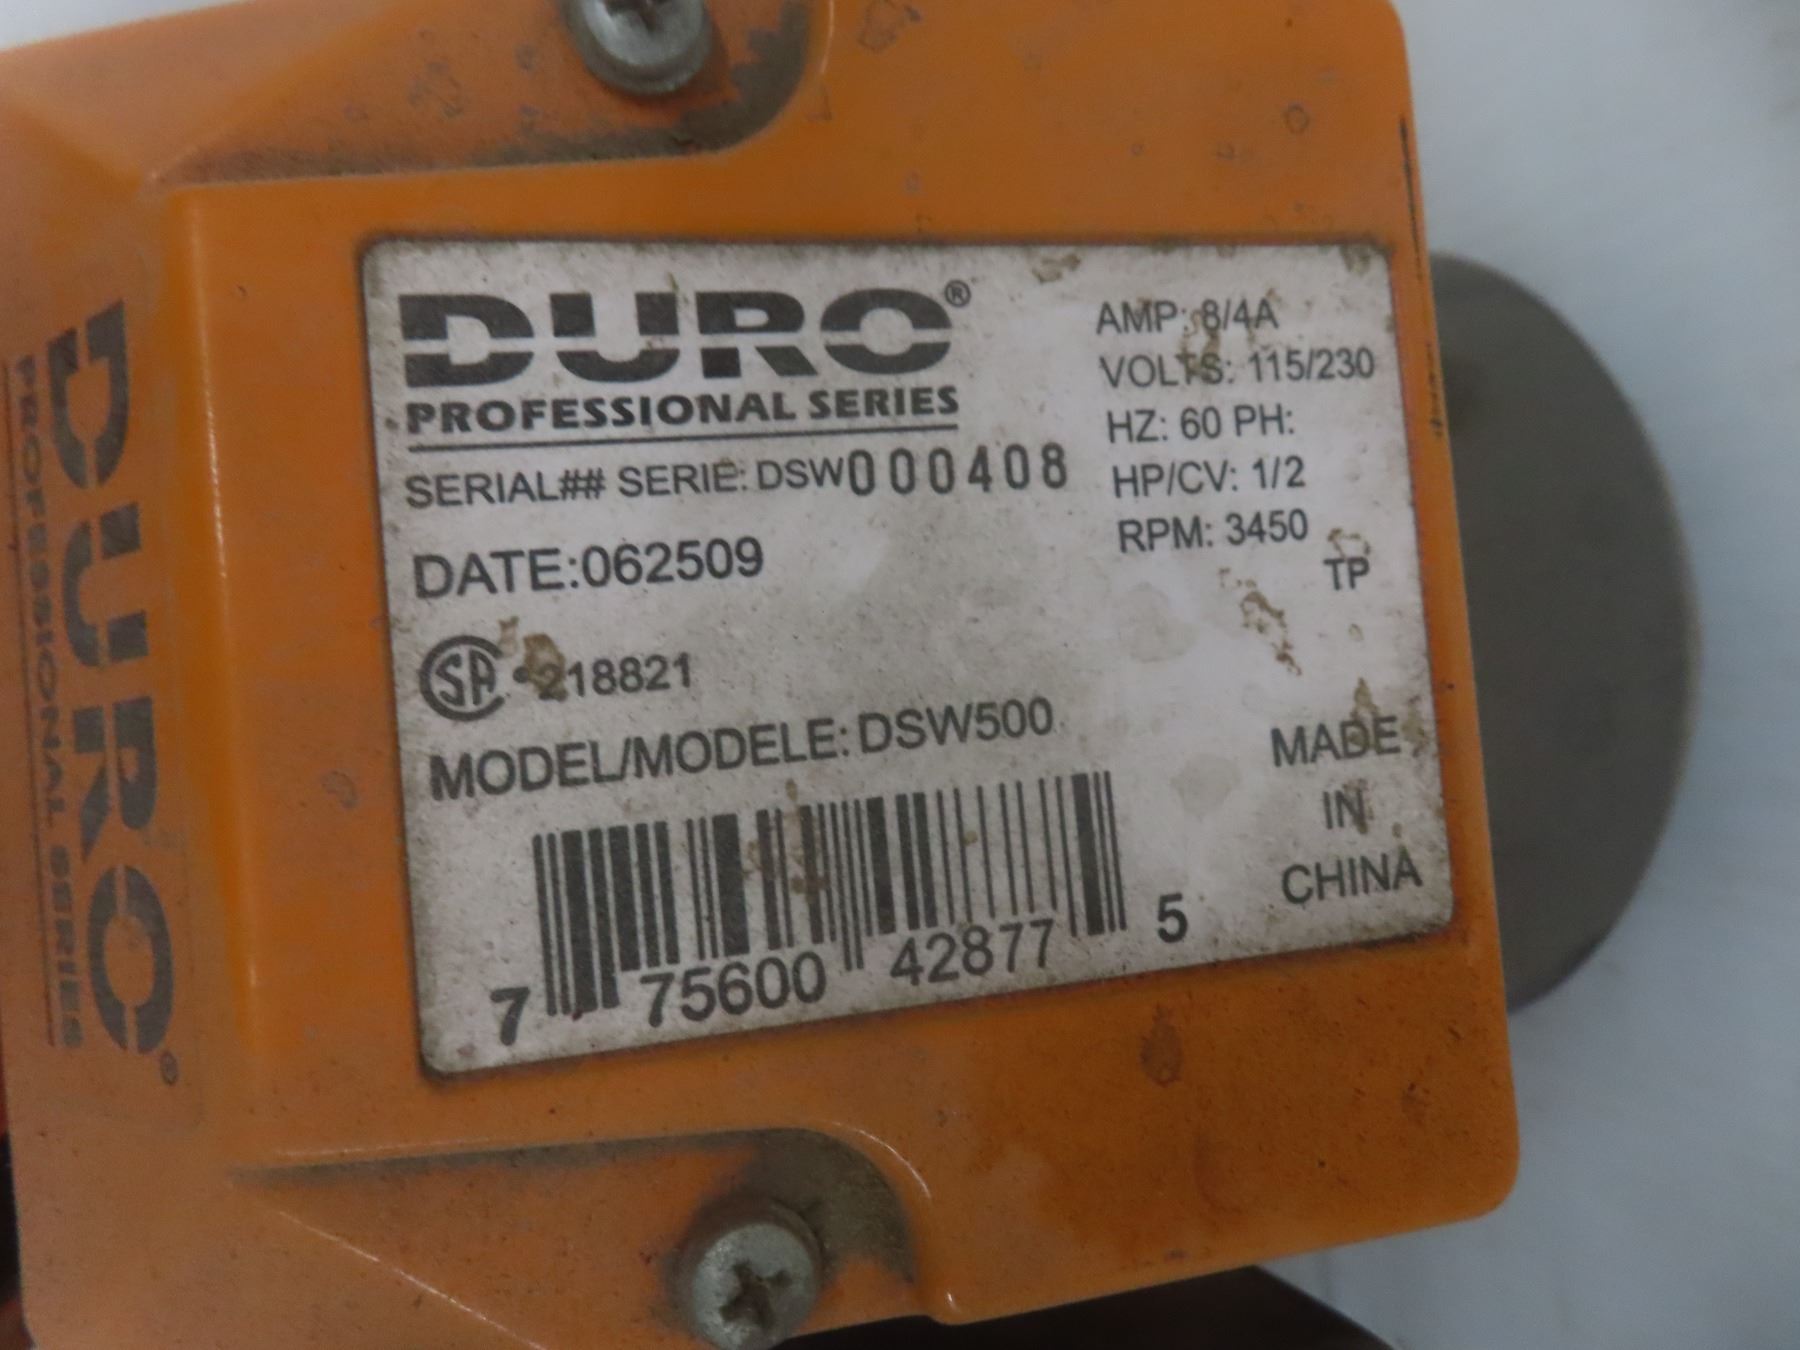 DURO®
PROFESSIONAL SERIES
DURO®
PROFESSIONAL SERIES
SERIAL## SERIE: DSW000408
DATE:062509
218821
MODEL/MODELE: DSW500
7 75600 42877 5
AMP: 8/4A
VOLTS: 115/230
HZ: 60 PH:
HP/CV: 1/2
RPM: 3450
TP
MADE
IN
CHINA